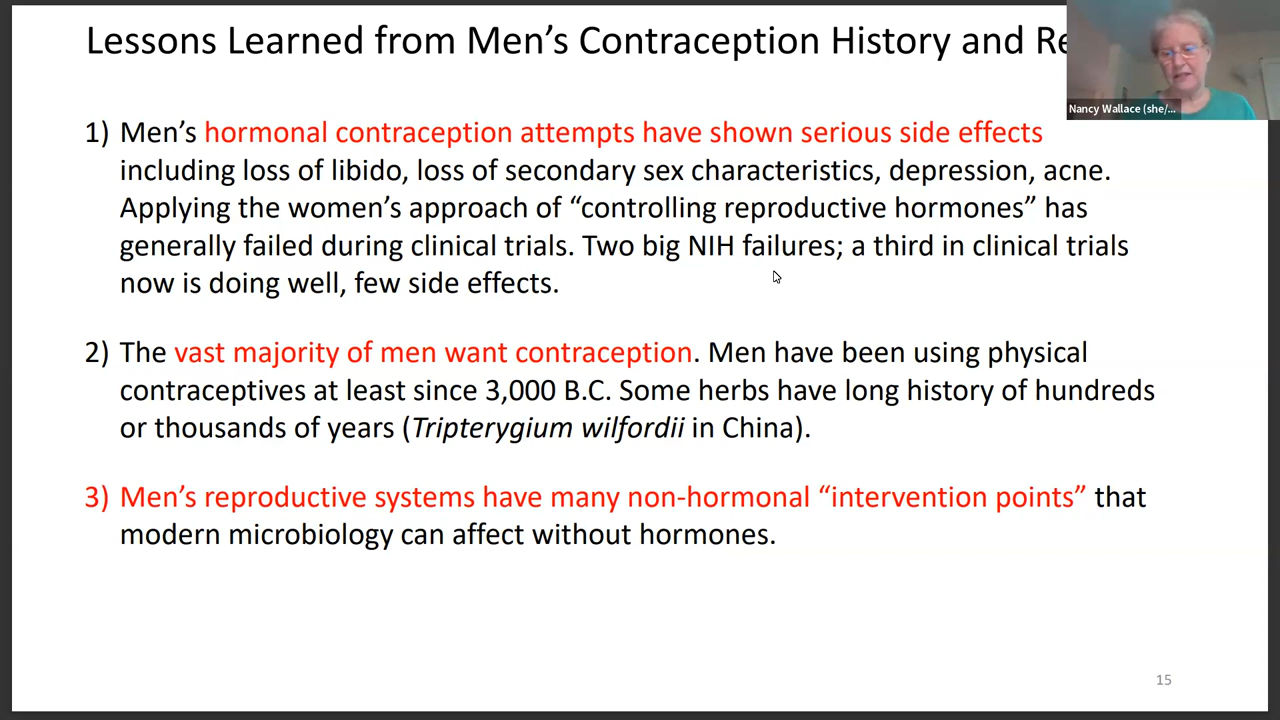 Lessons Learned from Men’s Contraception History and Re
Nancy Wallace (she/...
1) Men’s hormonal contraception attempts have shown serious side effects
including loss of libido, loss of secondary sex characteristics, depression, acne.
Applying the women’s approach of “controlling reproductive hormones” has
generally failed during clinical trials. Two big NIH failures; a third in clinical trials
now is doing well, few side effects.
2) The vast majority of men want contraception. Men have been using physical
contraceptives at least since 3,000 B.C. Some herbs have long history of hundreds
or thousands of years (Tripterygium wilfordii in China).
3) Men’s reproductive systems have many non-hormonal “intervention points” that
modern microbiology can affect without hormones.
15